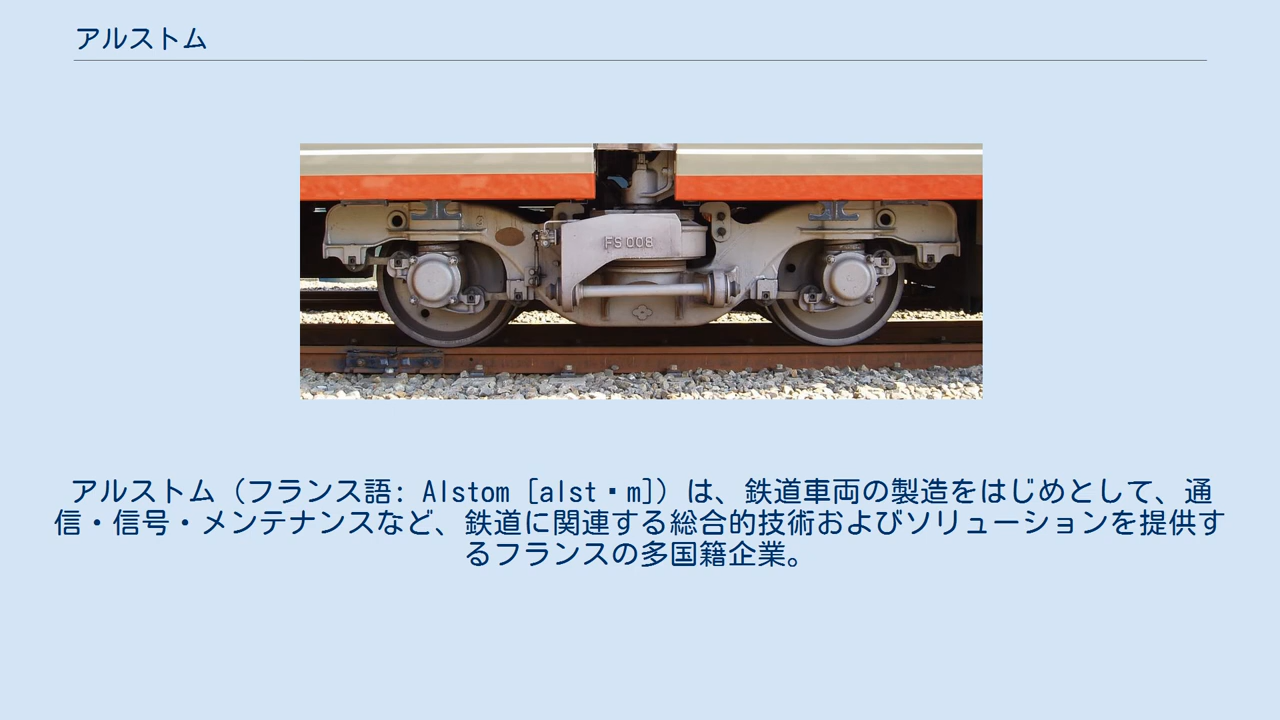 アルストム
FS 008
アルストム（フランス語: Alstom [alst▪m]）は、鉄道車両の製造をはじめとして、通
信・信号・メンテナンスなど、鉄道に関連する総合的技術およびソリューションを提供す
るフランスの多国籍企業。